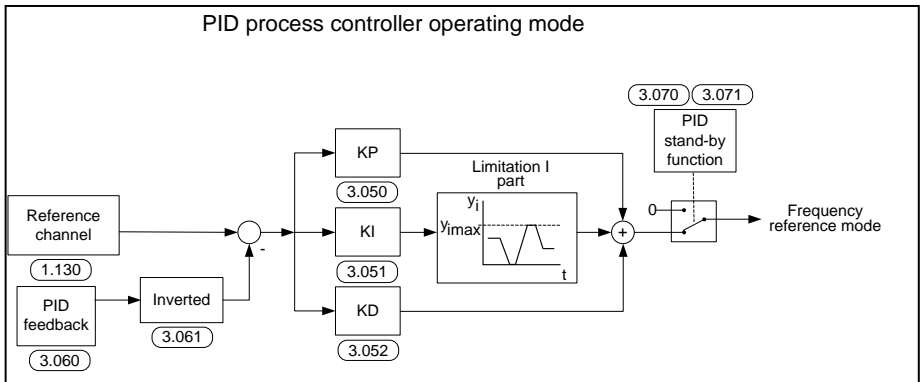 PID process controller operating mode
3.070 3.071
PID
stand-by
function
KP
3.050
Limitation I
part
yi
yimax
t
Reference
channel
1.130
KI
3.051
-
+
0
Frequency
reference mode
PID
feedback
3.060
Inverted
3.061
KD
3.052